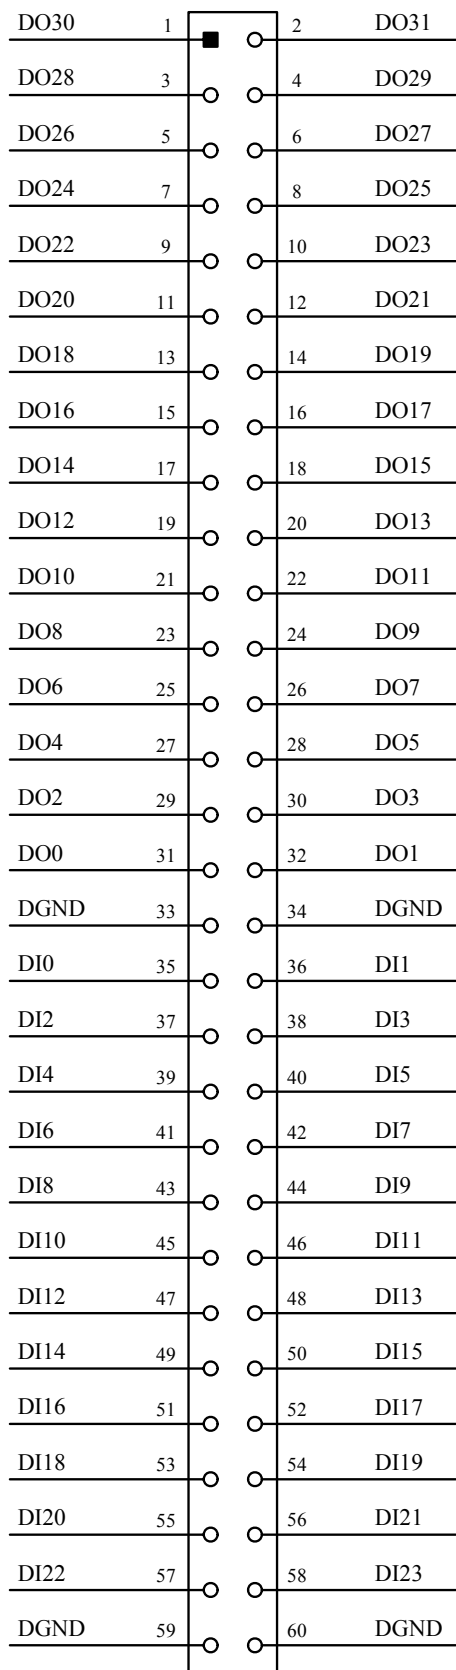 DO30 1 2 DO31
DO28 3 4 DO29
DO26 5 6 DO27
DO24 7 8 DO25
DO22 9 10 DO23
DO20 11 12 DO21
DO18 13 14 DO19
DO16 15 16 DO17
DO14 17 18 DO15
DO12 19 20 DO13
DO10 21 22 DO11
DO8 23 24 DO9
DO6 25 26 DO7
DO4 27 28 DO5
DO2 29 30 DO3
DO0 31 32 DO1
DGND 33 34 DGND
DI0 35 36 DI1
DI2 37 38 DI3
DI4 39 40 DI5
DI6 41 42 DI7
DI8 43 44 DI9
DI10 45 46 DI11
DI12 47 48 DI13
DI14 49 50 DI15
DI16 51 52 DI17
DI18 53 54 DI19
DI20 55 56 DI21
DI22 57 58 DI23
DGND 59 60 DGND